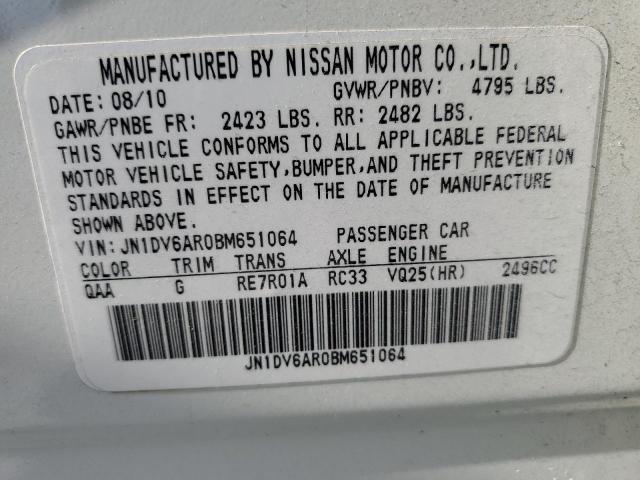 MANUFACTURED BY NISSAN MOTOR CO.,LTD.
DATE: 08/10 GVWR/PNBV: 4795 LBS.
GAWR/PNBE FR: 2423 LBS. RR: 2482 LBS.
THIS VEHICLE CONFORMS TO ALL APPLICABLE FEDERAL
MOTOR VEHICLE SAFETY,BUMPER,AND THEFT PREVENTION
STANDARDS IN EFFECT ON THE DATE OF MANUFACTURE
SHOWN ABOVE.
VIN:JN1DV6AR0BM651064 PASSENGER CAR
COLOR TRIM TRANS AXLE ENGINE
QAA G RE7R01A RC33 VQ25(HR) 2496CC
JN1DV6AR0BM651064